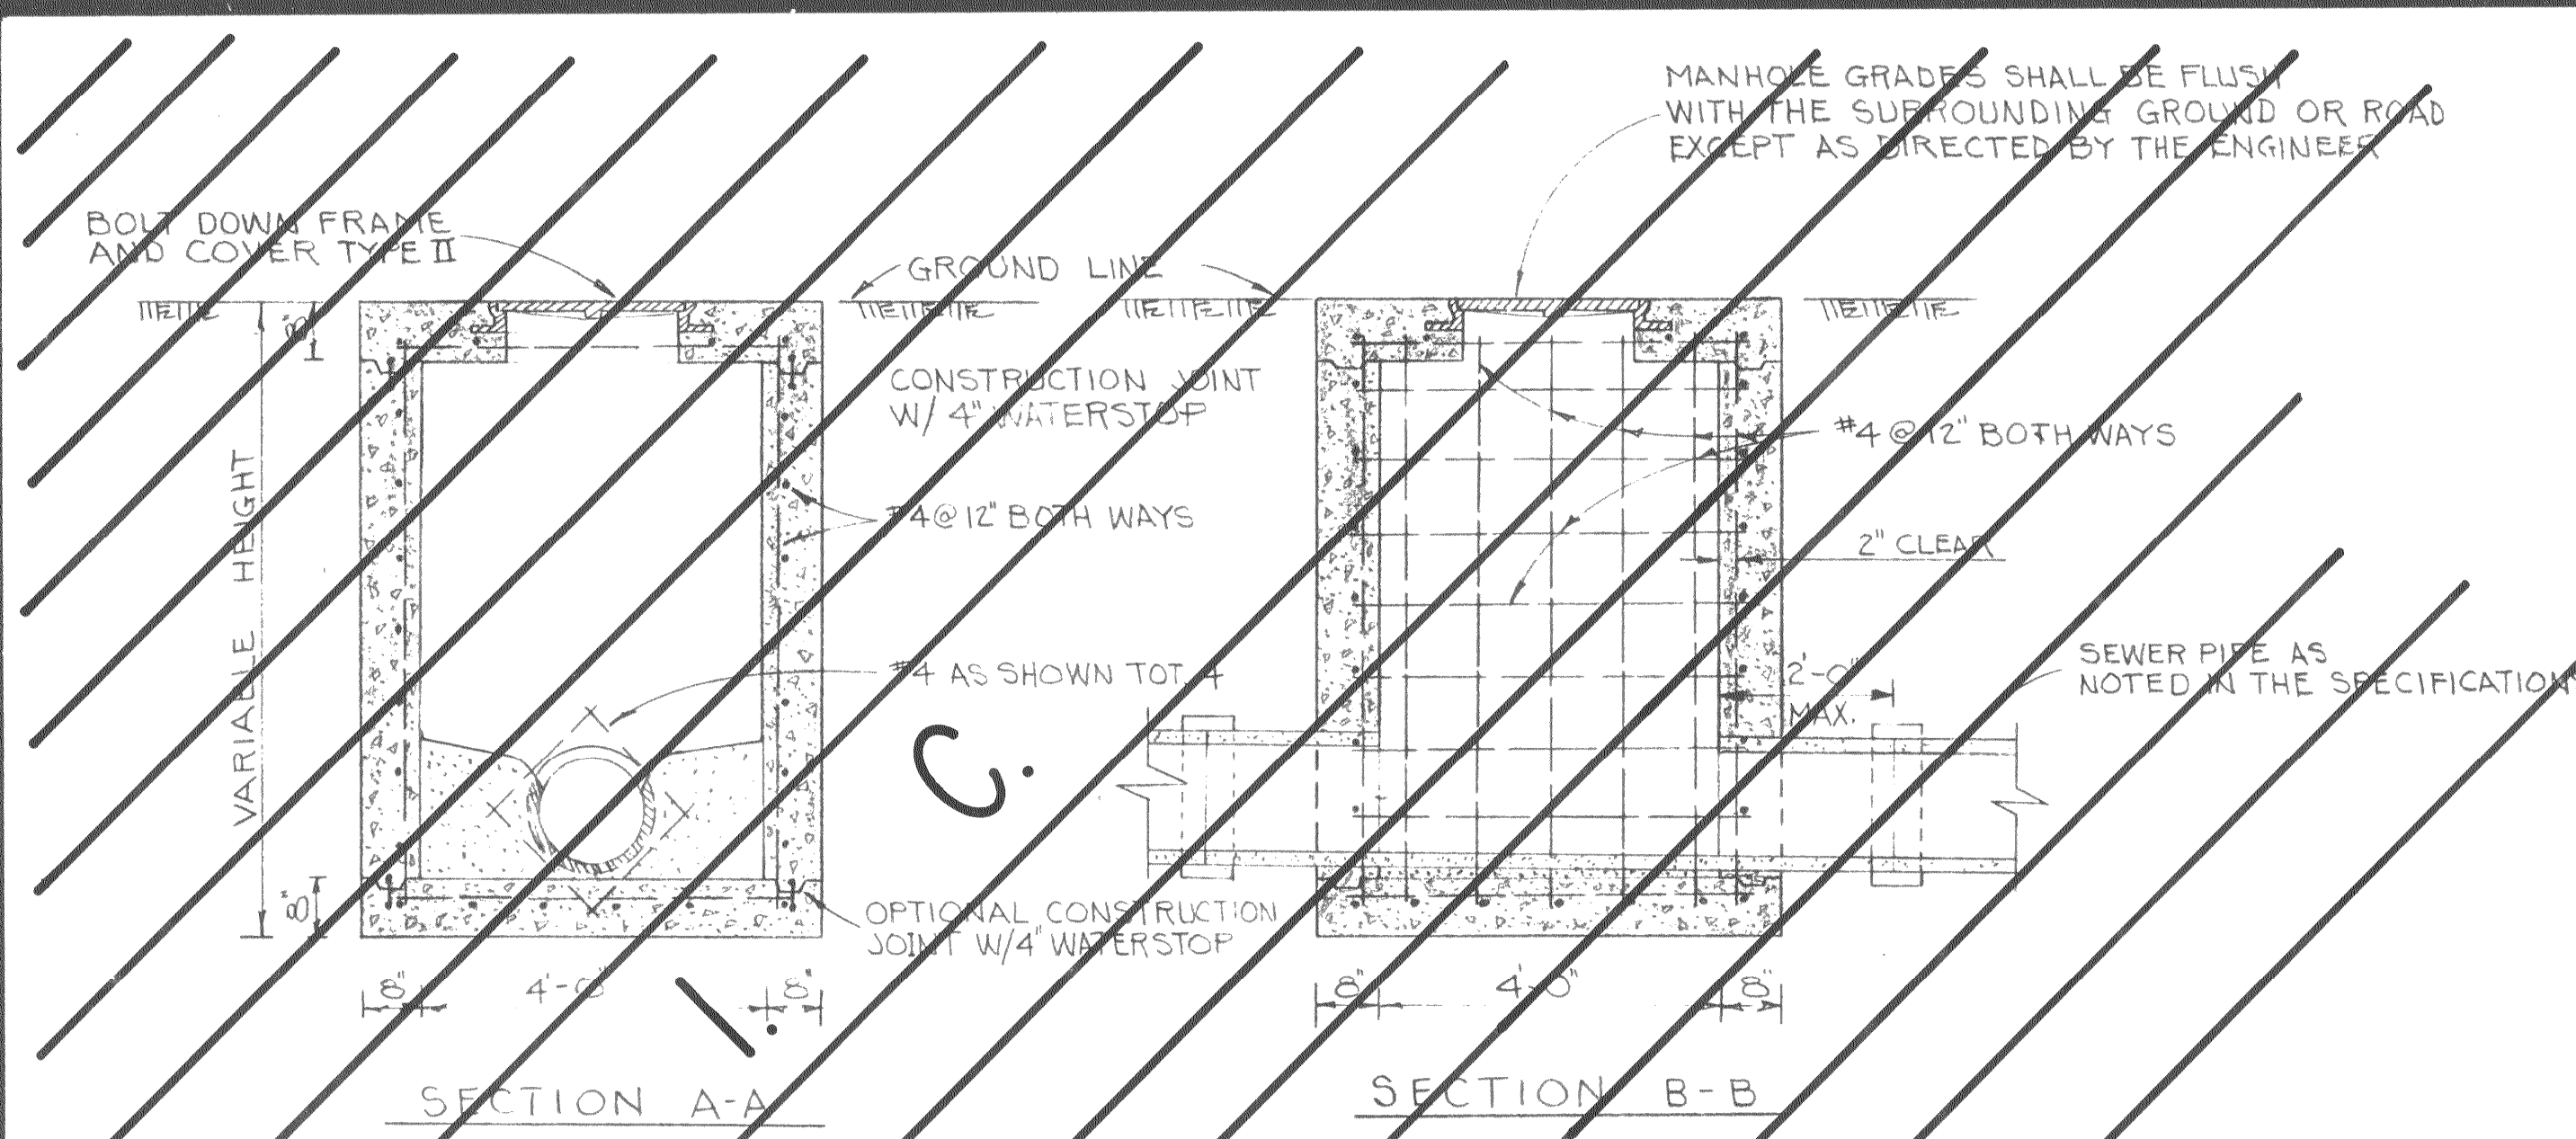 MANHOLE GRADES SHALL BE FLUSH
WITH THE SURROUNDING GROUND OR ROAD
EXCEPT AS DIRECTED BY THE ENGINEER
BOLT DOWN FRAME
AND COVER TYPE II
GROUND LINE
8"
CONSTRUCTION JOINT
W/ 4" WATERSTOP
#4 @ 12" BOTH WAYS
VARIABLE HEIGHT
#4 @ 12" BOTH WAYS
2" CLEAR
#4 AS SHOWN TOT. 4
2'-0"
MAX.
SEWER PIPE AS
NOTED IN THE SPECIFICATION
I. C.
8"
OPTIONAL CONSTRUCTION
JOINT W/4" WATERSTOP
8" 4'-0" 8"
8" 4'-0" 8"
SECTION A-A
SECTION B-B